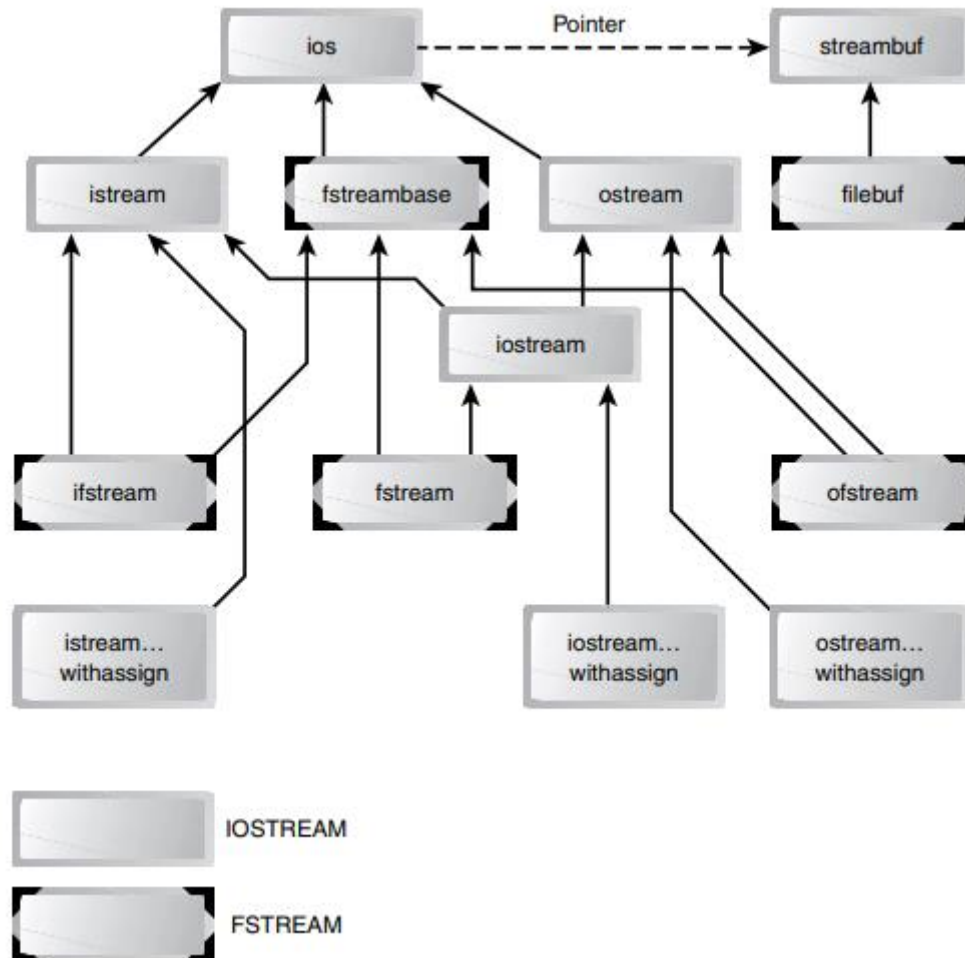 Pointer
ios
streambuf
istream
fstreambase
ostream
filebuf
iostream
ifstream
fstream
ofstream
istream…
withassign
iostream…
withassign
ostream…
withassign
IOSTREAM
FSTREAM